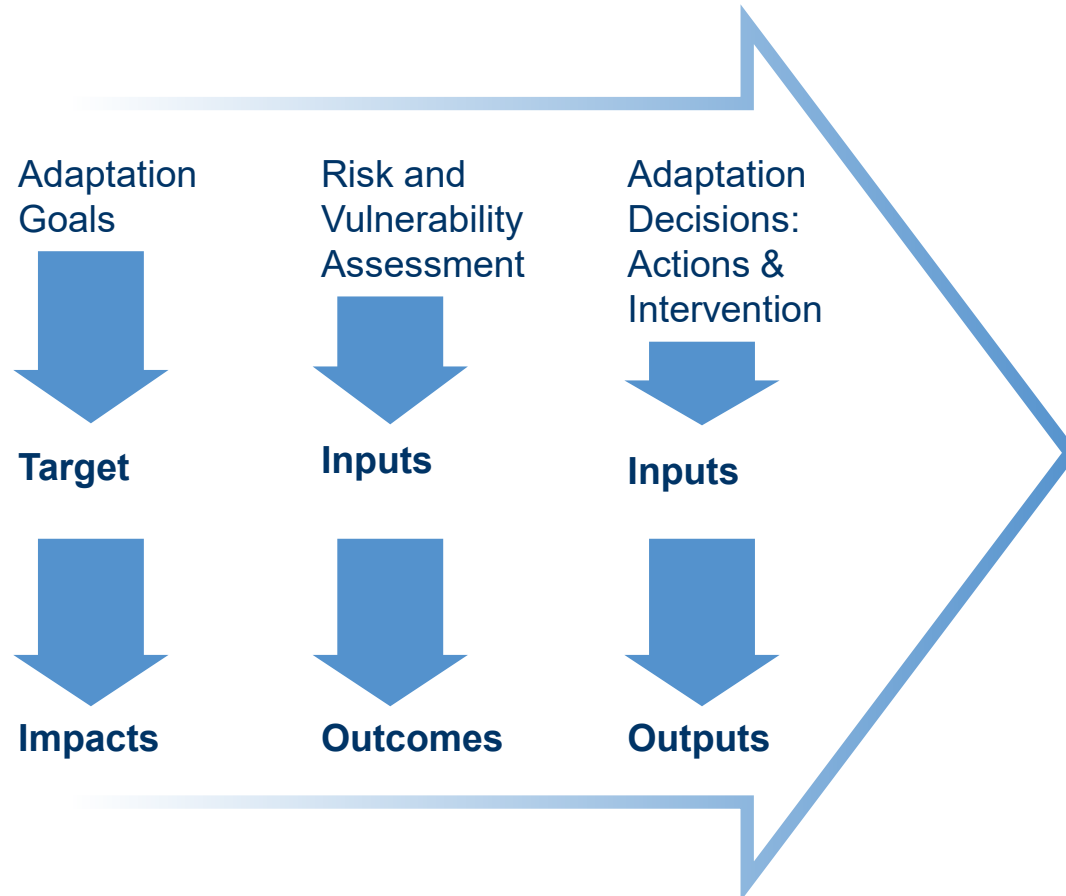 Adaptation
Goals
Target
Impacts
Risk and
Vulnerability
Assessment
Inputs
Outcomes
Adaptation
Decisions:
Actions &
Intervention
Inputs
Outputs